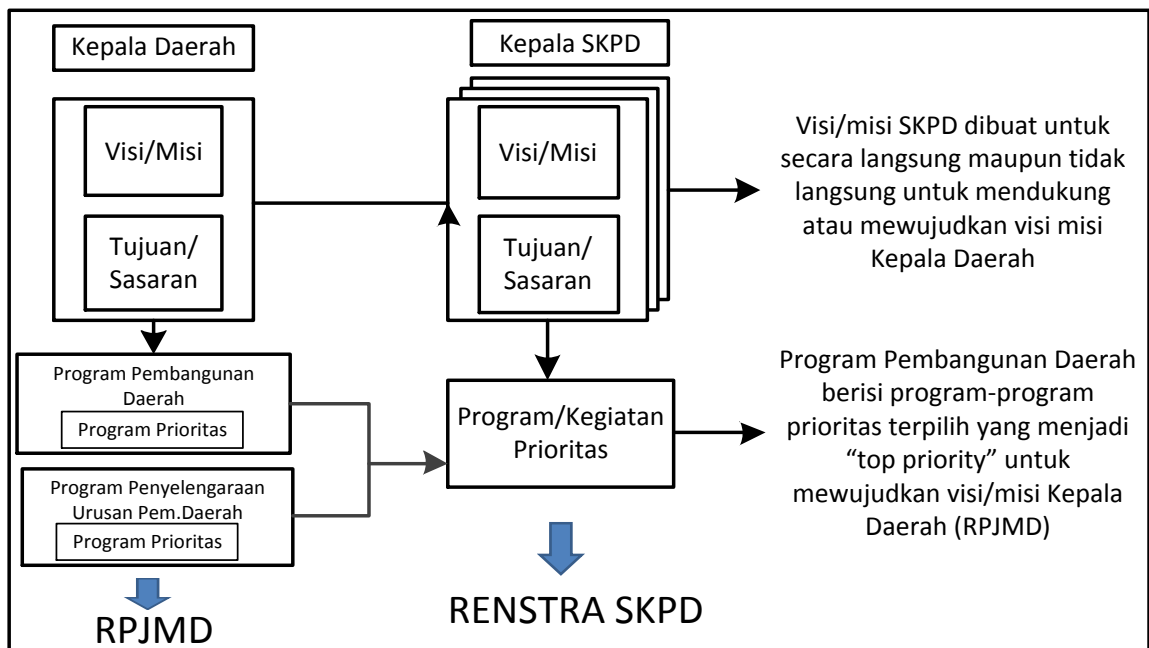 Kepala Daerah
Visi/Misi
Tujuan/
Sasaran
Program Pembangunan
Daerah
Program Prioritas
Program Penyelengaraan
Urusan Pem.Daerah
Program Prioritas
RPJMD
Kepala SKPD
Visi/Misi
Tujuan/
Sasaran
Program/Kegiatan
Prioritas
RENSTRA SKPD
Visi/misi SKPD dibuat untuk
secara langsung maupun tidak
langsung untuk mendukung
atau mewujudkan visi misi
Kepala Daerah
Program Pembangunan Daerah
berisi program-program
prioritas terpilih yang menjadi
“top priority” untuk
mewujudkan visi/misi Kepala
Daerah (RPJMD)